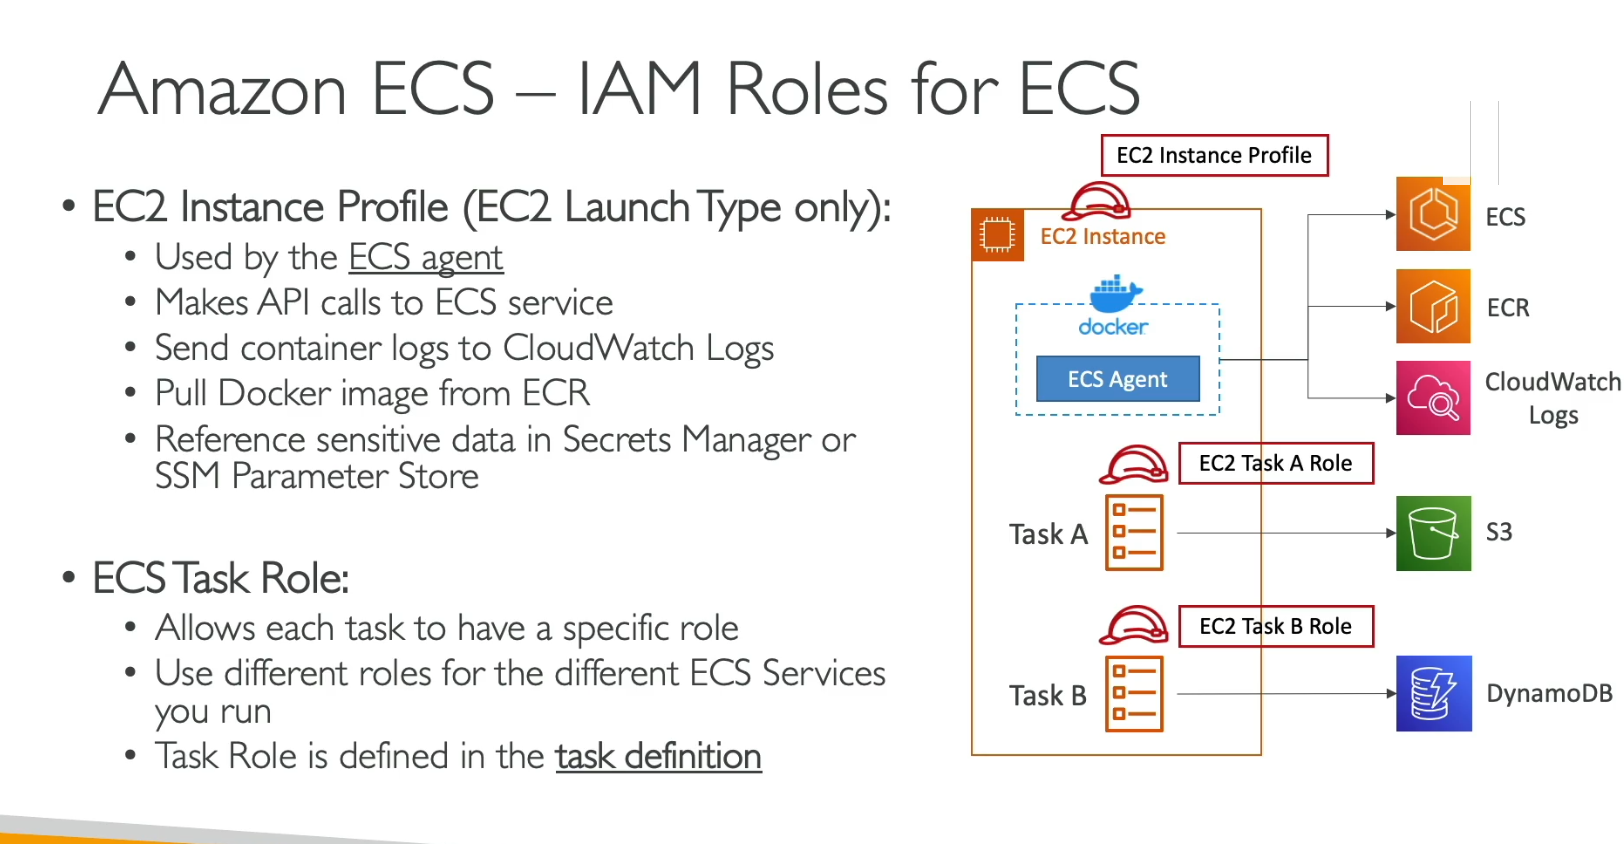 Amazon ECS – IAM Roles for ECS
• EC2 Instance Profile (EC2 Launch Type only):
• Used by the ECS agent
• Makes API calls to ECS service
• Send container logs to CloudWatch Logs
• Pull Docker image from ECR
• Reference sensitive data in Secrets Manager or
SSM Parameter Store
• ECS Task Role:
• Allows each task to have a specific role
• Use different roles for the different ECS Services
you run
• Task Role is defined in the task definition
EC2 Instance Profile
EC2 Instance
docker
ECS Agent
ECS
ECR
CloudWatch
Logs
EC2 Task A Role
Task A
S3
EC2 Task B Role
Task B
DynamoDB